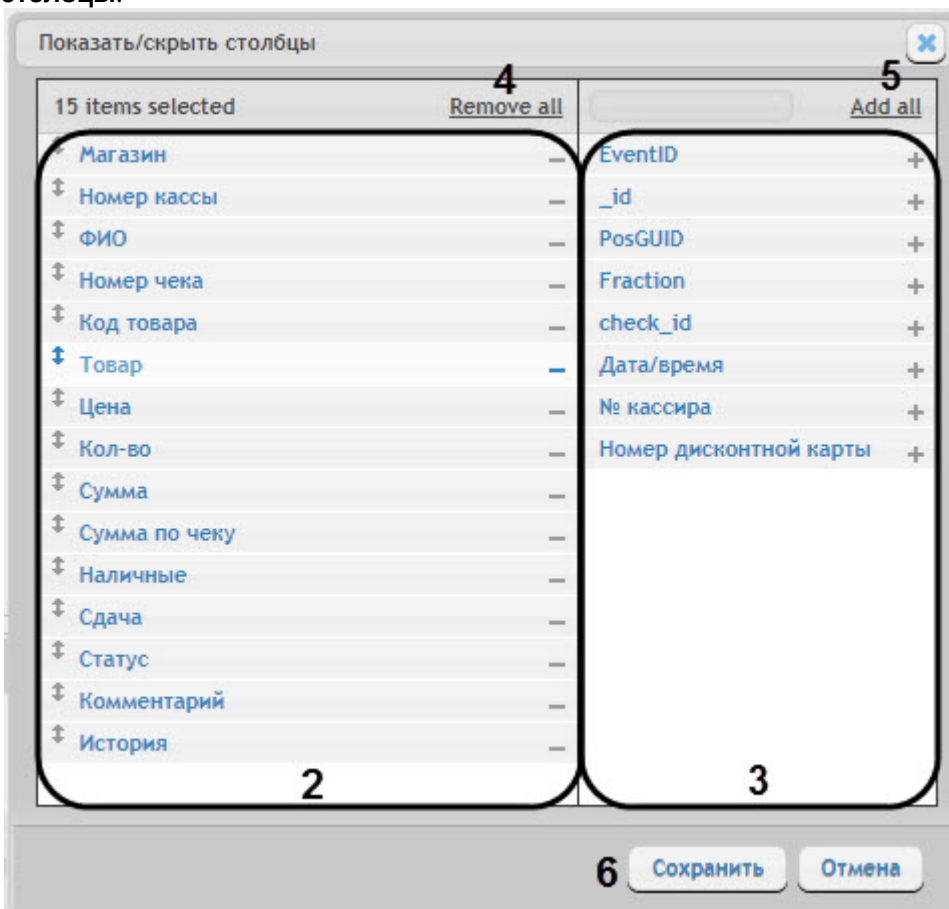 Показать/скрыть столбцы
4
5
15 items selected
Remove all
Add all
Магазин
Номер кассы
ФИО
Номер чека
Код товара
Товар
Цена
Кол-во
Сумма
Сумма по чеку
Наличные
Сдача
Статус
Комментарий
История
2
EventID
_id
PosGUID
Fraction
check_id
Дата/время
№ кассира
Номер дисконтной карты
3
6
Сохранить
Отмена